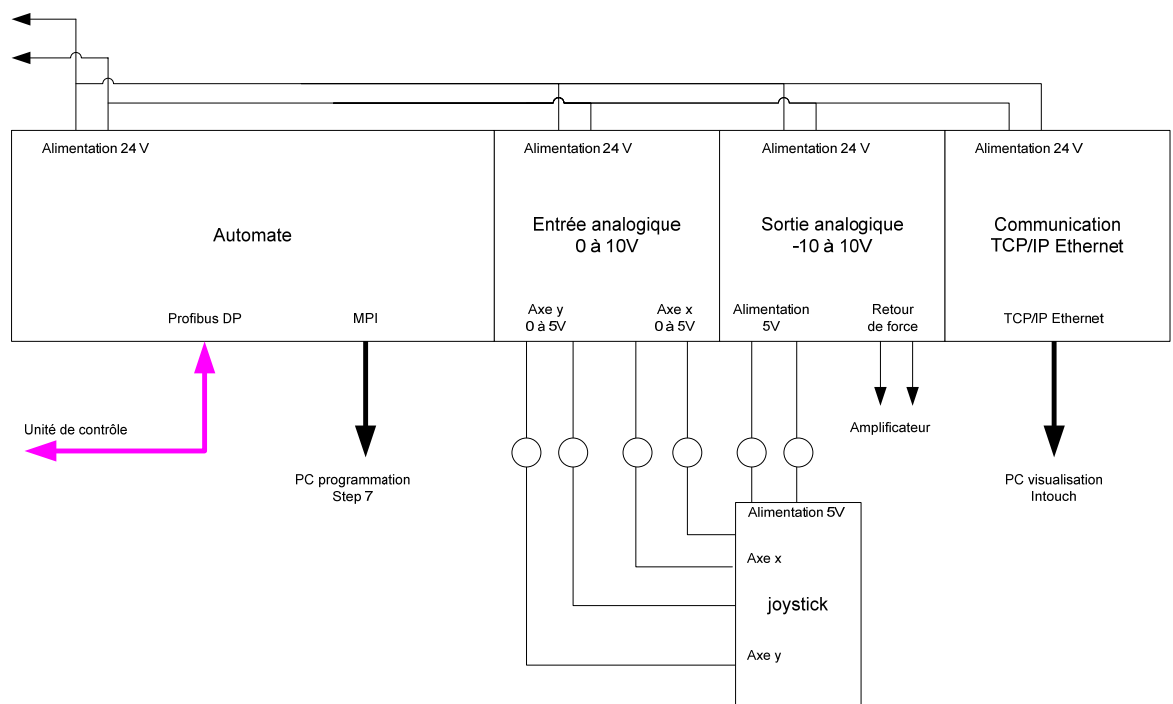 Alimentation 24 V
Alimentation 24 V
Alimentation 24 V
Alimentation 24 V
Automate
Entrée analogique
0 à 10V
Sortie analogique
-10 à 10V
Communication
TCP/IP Ethernet
Profibus DP
MPI
Axe y
0 à 5V
Axe x
0 à 5V
Alimentation
5V
Retour
de force
TCP/IP Ethernet
Unité de contrôle
PC programmation
Step 7
Amplificateur
PC visualisation
Intouch
Alimentation 5V
Axe x
joystick
Axe y